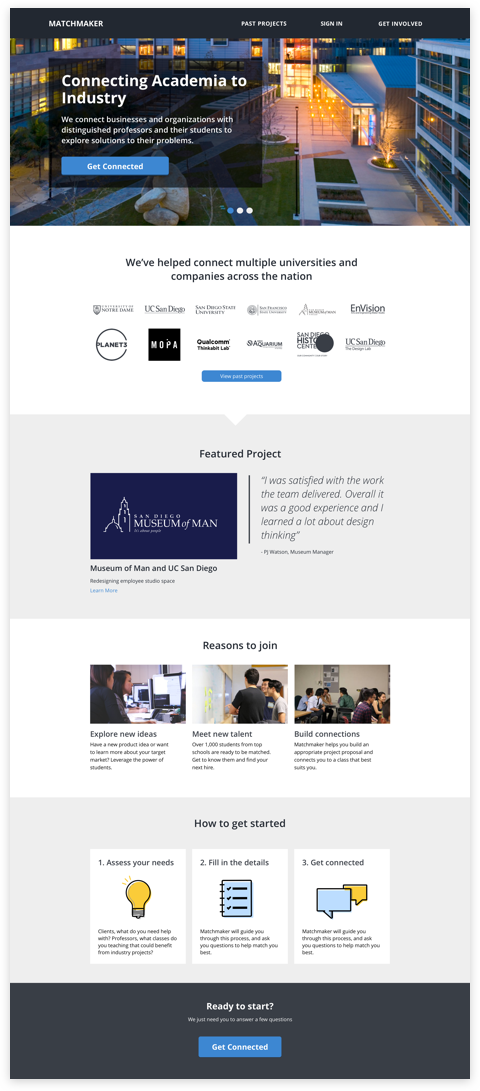 MATCHMAKER
PAST PROJECTS
SIGN IN
GET INVOLVED
Connecting Academia to
Industry
We connect businesses and organizations with
distinguished professors and their students to
explore solutions to their problems.
Get Connected
We've helped connect multiple universities and
companies across the nation
UNIVERSITY OF
NOTRE DAME
UC San Diego
SAN DIEGO STATE
UNIVERSITY
SAN FRANCISCO
STATE UNIVERSITY
MUSEUM OF MAN
EnVision
PLANET3
MOPA
Qualcomm
Thinkabit Lab
AQUARIUM
SAN DIEGO
HISTO
CENTE
UC San Diego
The Design Lab
View past projects
Featured Project
SAN DIEGO
MUSEUM of MAN
It's about people
"I was satisfied with the work
the team delivered. Overall it
was a good experience and I
learned a lot about design
thinking"
- PJ Watson, Museum Manager
Museum of Man and UC San Diego
Redesigning employee studio space
Learn More
Reasons to join
Explore new ideas
Have a new product idea or want
to learn more about your target
market? Leverage the power of
students.
Meet new talent
Over 1,000 students from top
schools are ready to be matched.
Get to know them and find your
next hire.
Build connections
Matchmaker helps you build an
appropriate project proposal and
connects you to a class that best
suits you.
How to get started
1. Assess your needs
Clients, what do you need help
with? Professors, what classes do
you teaching that could benefit
from industry projects?
2. Fill in the details
Matchmaker will guide you
through this process, and ask
you questions to help match you
best.
3. Get connected
Matchmaker will guide you
through this process, and ask
you questions to help match you
best.
Ready to start?
We just need you to answer a few questions
Get Connected